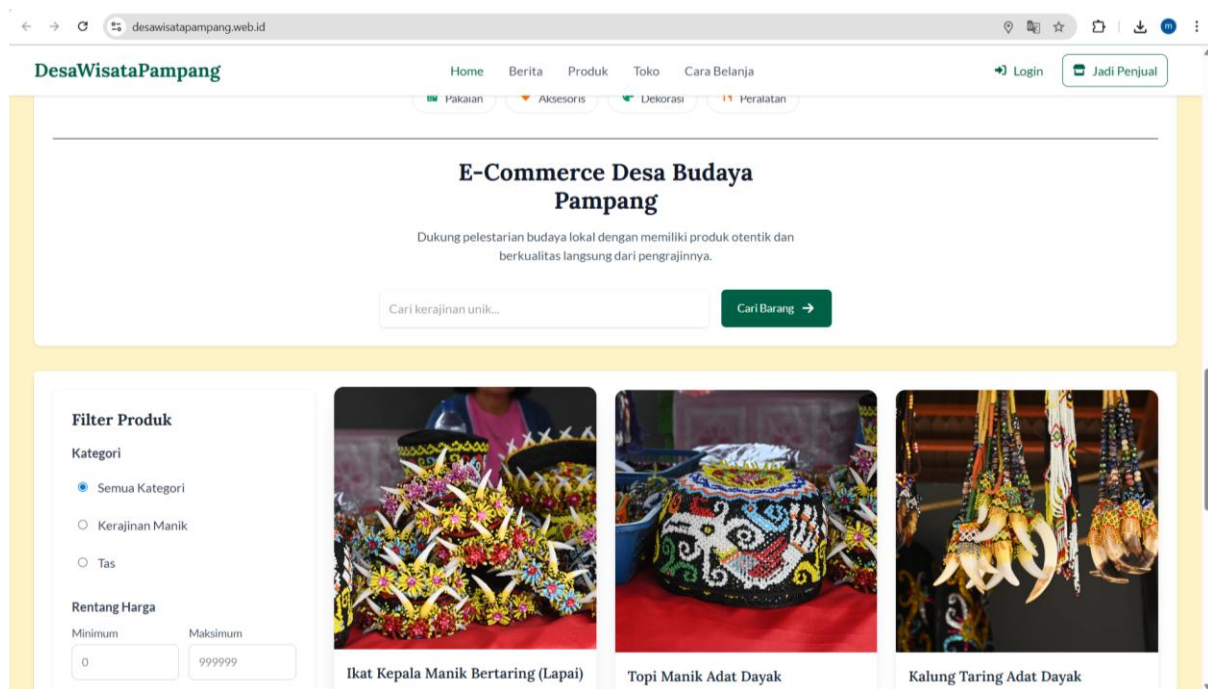 desawisatapampang.web.id
m
DesaWisataPampang
Home Berita Produk Toko Cara Belanja
Login
Jadi Penjual
Pakaian Aksesoris Dekorasi Peralatan
E-Commerce Desa Budaya
Pampang
Dukung pelestarian budaya lokal dengan memiliki produk otentik dan
berkualitas langsung dari pengrajinnya.
Cari kerajinan unik...
Cari Barang
Filter Produk
Kategori
Semua Kategori
Kerajinan Manik
Tas
Rentang Harga
Minimum Maksimum
0 999999
Ikat Kepala Manik Bertaring (Lapai)
Topi Manik Adat Dayak
Kalung Taring Adat Dayak